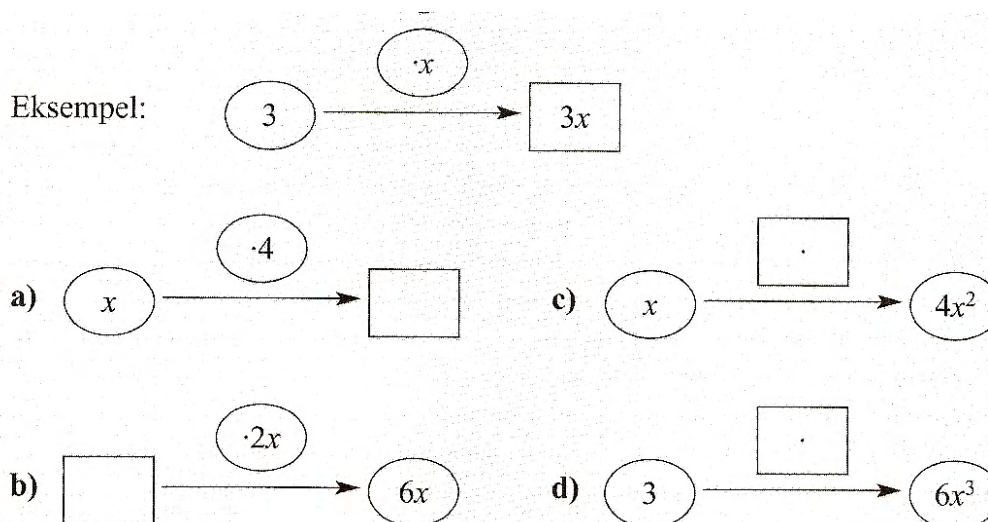 ·x
Eksempel: 3 3x
·4
a) x
·
c) x 4x²
·2x
b) 6x
·
d) 3 6x³